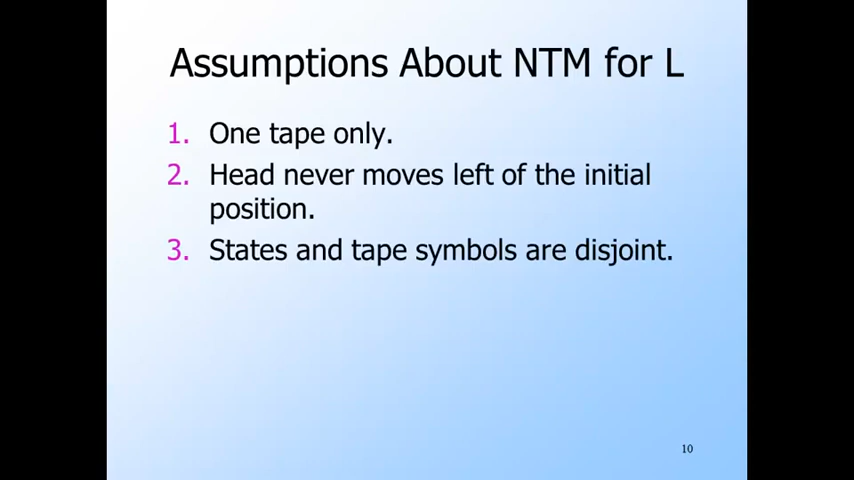 Assumptions About NTM for L
1. One tape only.
2. Head never moves left of the initial
position.
3. States and tape symbols are disjoint.
10